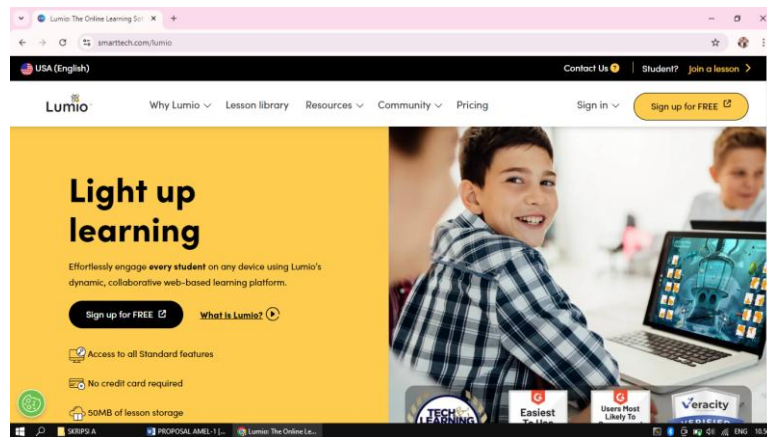 Lumio: The Online Learning Sof
smarttech.com/lumio
USA (English)
Contact Us ?
Student? Join a lesson
Lumio
Why Lumio
Lesson library
Resources
Community
Pricing
Sign in
Sign up for FREE
Light up
learning
Effortlessly engage every student on any device using Lumio's
dynamic, collaborative web-based learning platform.
Sign up for FREE
What is Lumio?
Access to all Standard features
No credit card required
50MB of lesson storage
TECH&
LEARNING
G
Easiest
To Use
G
Users Most
Likely To
Veracity
VERIFIED
SKRIPSI A
PROPOSAL AMEL-1 [...
Lumio: The Online Le...
ENG